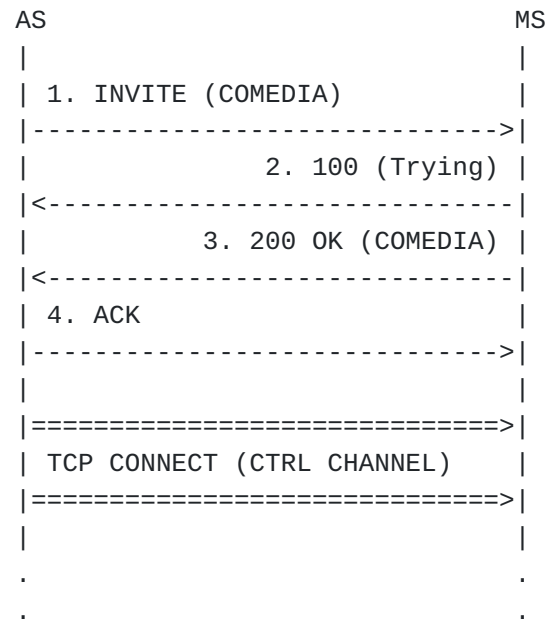 AS                              MS
|                               |
| 1. INVITE (COMEDIA)           |
|------------------------------>|
|               2. 100 (Trying) |
|<------------------------------|
|           3. 200 OK (COMEDIA) |
|<------------------------------|
| 4. ACK                        |
|------------------------------>|
|                               |
|==============================>|
| TCP CONNECT (CTRL CHANNEL)    |
|==============================>|
|                               |
.                               .
.                               .